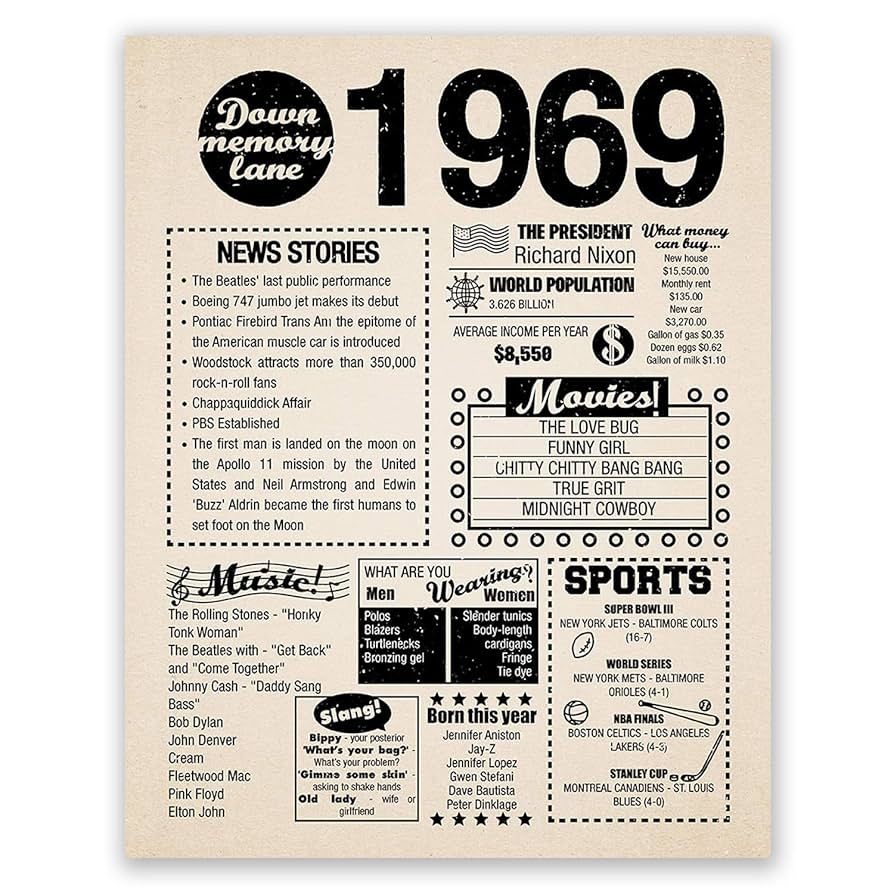 Down
memory
lane
1969
NEWS STORIES
• The Beatles' last public performance
• Boeing 747 jumbo jet makes its debut
• Pontiac Firebird Trans Am the epitome of
the American muscle car is introduced
• Woodstock attracts more than 350,000
rock-n-roll fans
• Chappaquiddick Affair
• PBS Established
• The first man is landed on the moon on
the Apollo 11 mission by the United
States and Neil Armstrong and Edwin
'Buzz' Aldrin became the first humans to
set foot on the Moon
THE PRESIDENT
Richard Nixon
WORLD POPULATION
3.626 BILLION
AVERAGE INCOME PER YEAR
$8,550
$
What money
can buy...
New house
$15,550.00
Monthly rent
$135.00
New car
$3,270.00
Gallon of gas $0.35
Dozen eggs $0.62
Gallon of milk $1.10
Movies!
THE LOVE BUG
FUNNY GIRL
CHITTY CHITTY BANG BANG
TRUE GRIT
MIDNIGHT COWBOY
Music!
The Rolling Stones - "Honky
Tonk Woman"
The Beatles with - "Get Back"
and "Come Together"
Johnny Cash - "Daddy Sang
Bass"
Bob Dylan
John Denver
Cream
Fleetwood Mac
Pink Floyd
Elton John
WHAT ARE YOU
Wearing?
Men
Polos
Blazers
Turtlenecks
Bronzing gel
Women
Slender tunics
Body-length
cardigans
Fringe
Tie dye
Slang!
Bippy - your posterior
'What's your bag?' -
What's your problem?
'Gimme some skin' -
asking to shake hands
Old lady - wife or
girlfriend
Born this year
Jennifer Aniston
Jay-Z
Jennifer Lopez
Gwen Stefani
Dave Bautista
Peter Dinklage
SPORTS
SUPER BOWL III
NEW YORK JETS - BALTIMORE COLTS
(16-7)
WORLD SERIES
NEW YORK METS - BALTIMORE
ORIOLES (4-1)
NBA FINALS
BOSTON CELTICS - LOS ANGELES
LAKERS (4-3)
STANLEY CUP
MONTREAL CANADIENS - ST. LOUIS
BLUES (4-0)